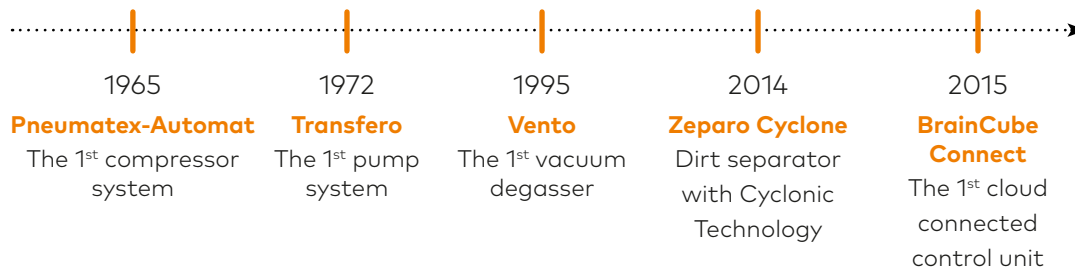 1965
Pneumatex-Automat
The 1st compressor
system
1972
Transfero
The 1st pump
system
1995
Vento
The 1st vacuum
degasser
2014
Zeparo Cyclone
Dirt separator
with Cyclonic
Technology
2015
BrainCube
Connect
The 1st cloud
connected
control unit